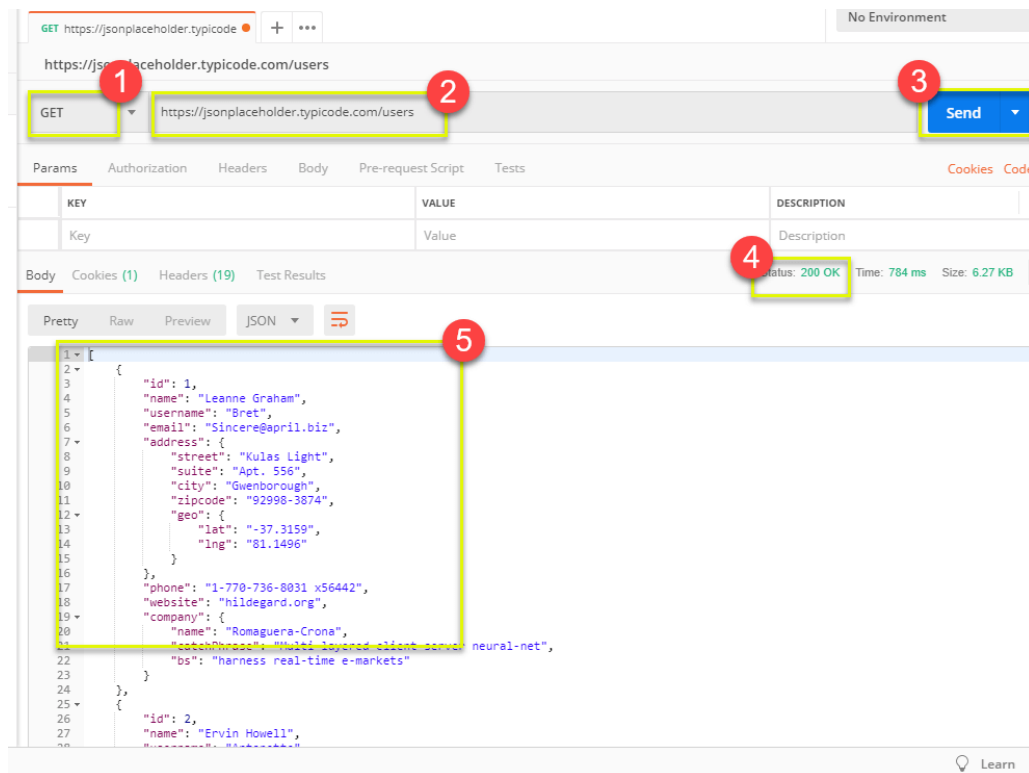 GET https://jsonplaceholder.typicode + ••• No Environment
https://jsonplaceholder.typicode.com/users
1 2 3
GET https://jsonplaceholder.typicode.com/users Send
Params Authorization Headers Body Pre-request Script Tests Cookies Code
KEY VALUE DESCRIPTION
Key Value Description
4
Body Cookies (1) Headers (19) Test Results Status: 200 OK Time: 784 ms Size: 6.27 KB
Pretty Raw Preview JSON
5
1 [
2 {
3 "id": 1,
4 "name": "Leanne Graham",
5 "username": "Bret",
6 "email": "Sincere@april.biz",
7 "address": {
8 "street": "Kulas Light",
9 "suite": "Apt. 556",
10 "city": "Gwenborough",
11 "zipcode": "92998-3874",
12 "geo": {
13 "lat": "-37.3159",
14 "lng": "81.1496"
15 }
16 },
17 "phone": "1-770-736-8031 x56442",
18 "website": "hildegard.org",
19 "company": {
20 "name": "Romaguera-Crona",
21 "catchPhrase": "Multi-layered client-server neural-net",
22 "bs": "harness real-time e-markets"
23 }
24 },
25 {
26 "id": 2,
27 "name": "Ervin Howell",
28 "username": "Antonette"
Learn